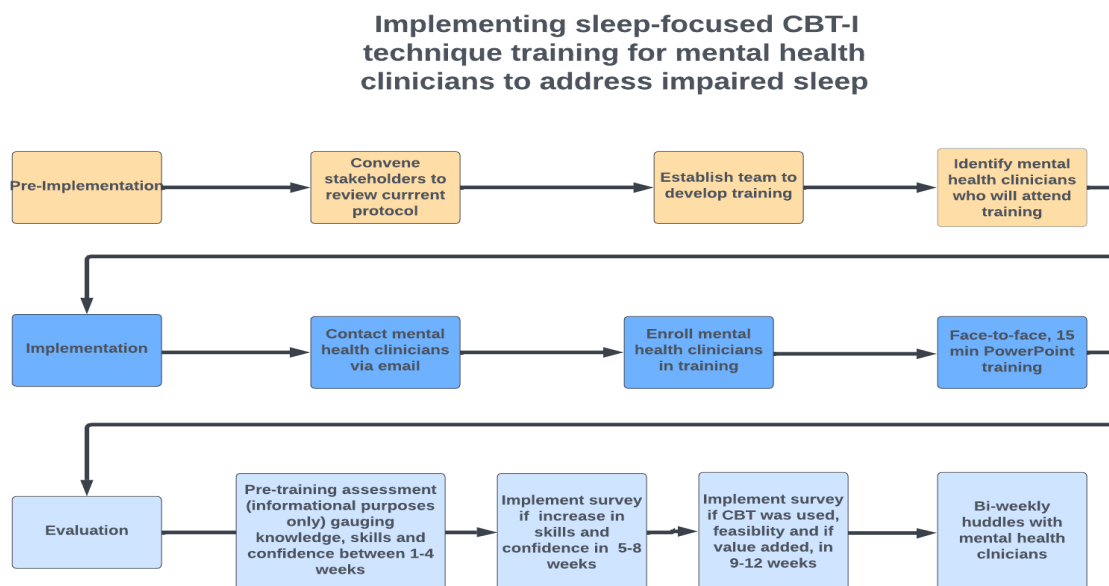 Implementing sleep-focused CBT-I
technique training for mental health
clinicians to address impaired sleep
Pre-Implementation
Convene
stakeholders to
review currrent
protocol
Establish team to
develop training
Identify mental
health clinicians
who will attend
training
Implementation
Contact mental
health clinicians
via email
Enroll mental
health clinicians
in training
Face-to-face, 15
min PowerPoint
training
Evaluation
Pre-training assessment
(informational purposes
only) gauging
knowledge, skills and
confidence between 1-4
weeks
Implement survey
if increase in
skills and
confidence in 5-8
weeks
Implement survey
if CBT was used,
feasiblity and if
value added, in
9-12 weeks
Bi-weekly
huddles with
mental health
clnicians